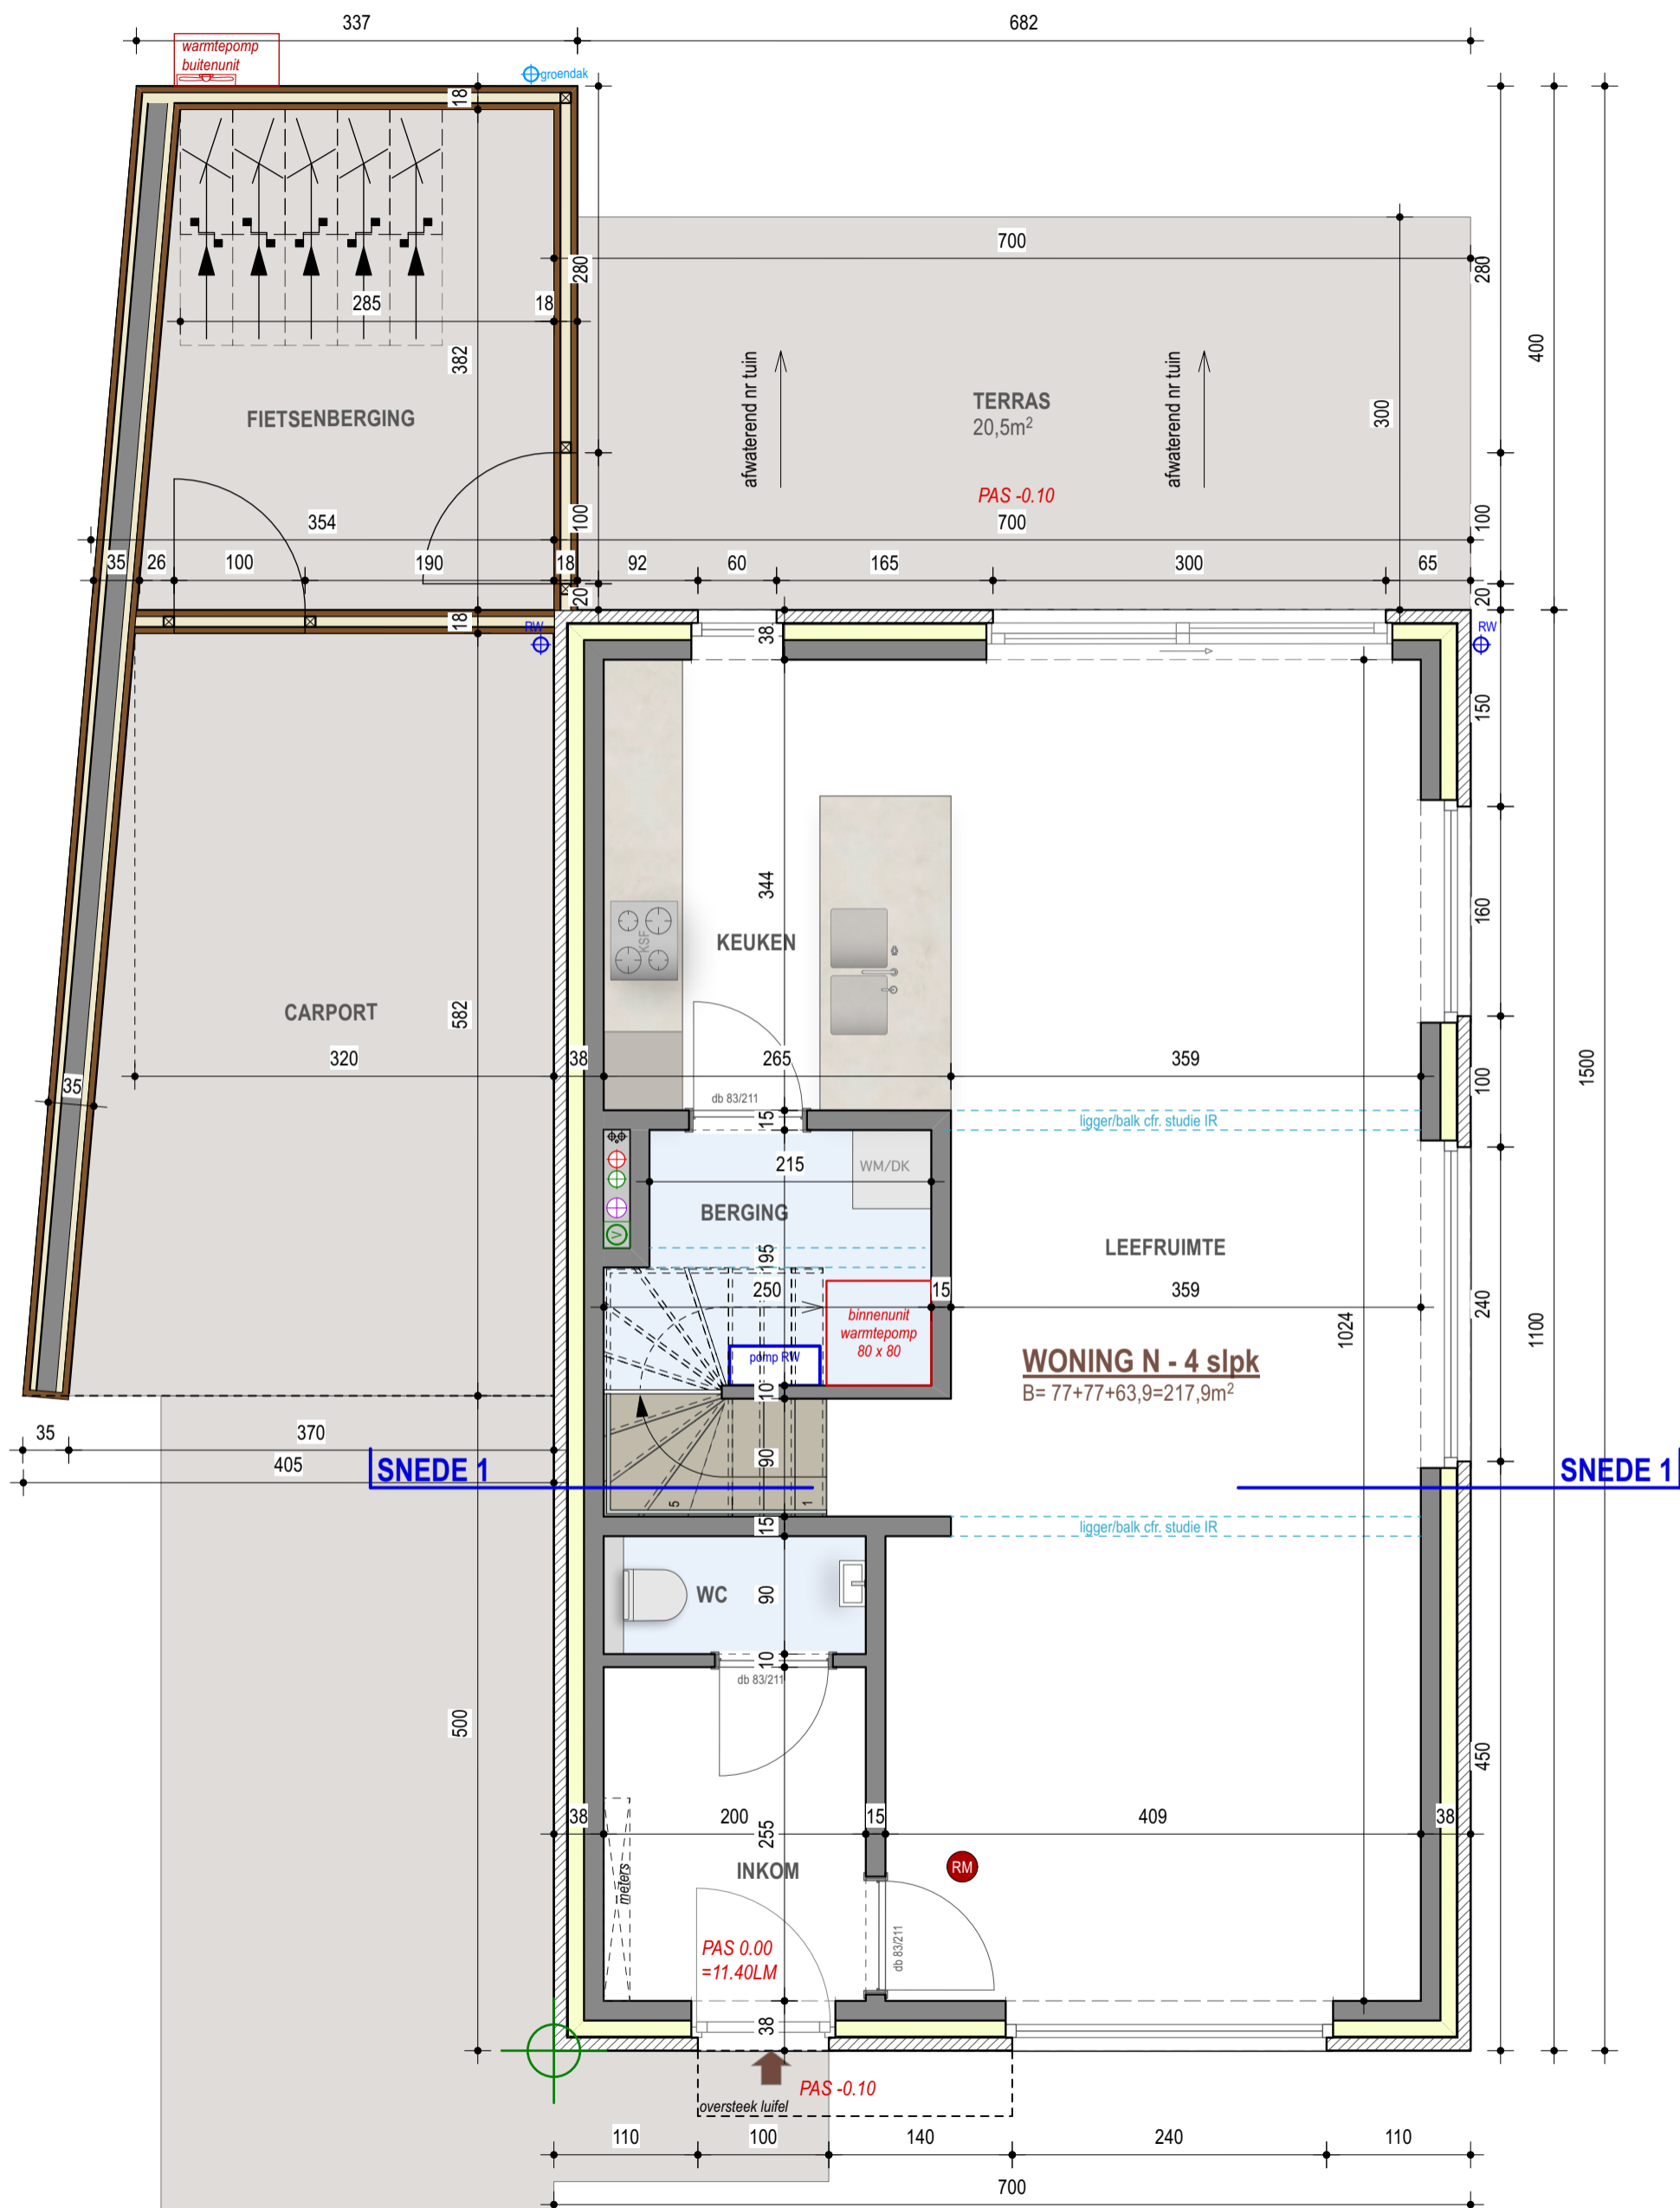 337
682
warmtepomp
buitenunit
groendak
18
700
280
280
285
18
382
400
afwaterend nr tuin
afwaterend nr tuin
TERRAS
20,5m²
300
FIETSENBERGING
PAS -0.10
354
100
700
100
35
26
100
190
18
92
60
165
300
65
20
20
18
RW
38
RW
150
344
160
KSF
KEUKEN
CARPORT
582
320
38
265
359
100
1500
35
db 83/211
15
ligger/balk cfr. studie IR
215
WM/DK
BERGING
V
195
LEEFRUIMTE
250
15
359
240
binnenunit
warmtepomp
80 x 80
1024
1100
pomp RW
WONING N - 4 slpk
B= 77+77+63,9=217,9m²
10
35
370
405
90
SNEDE 1
SNEDE 1
5
1
15
ligger/balk cfr. studie IR
WC
90
10
db 83/211
500
450
38
200
15
409
38
255
INKOM
RM
meters
db 83/211
PAS 0.00
=11.40LM
38
PAS -0.10
oversteek luifel
110
100
140
240
110
700